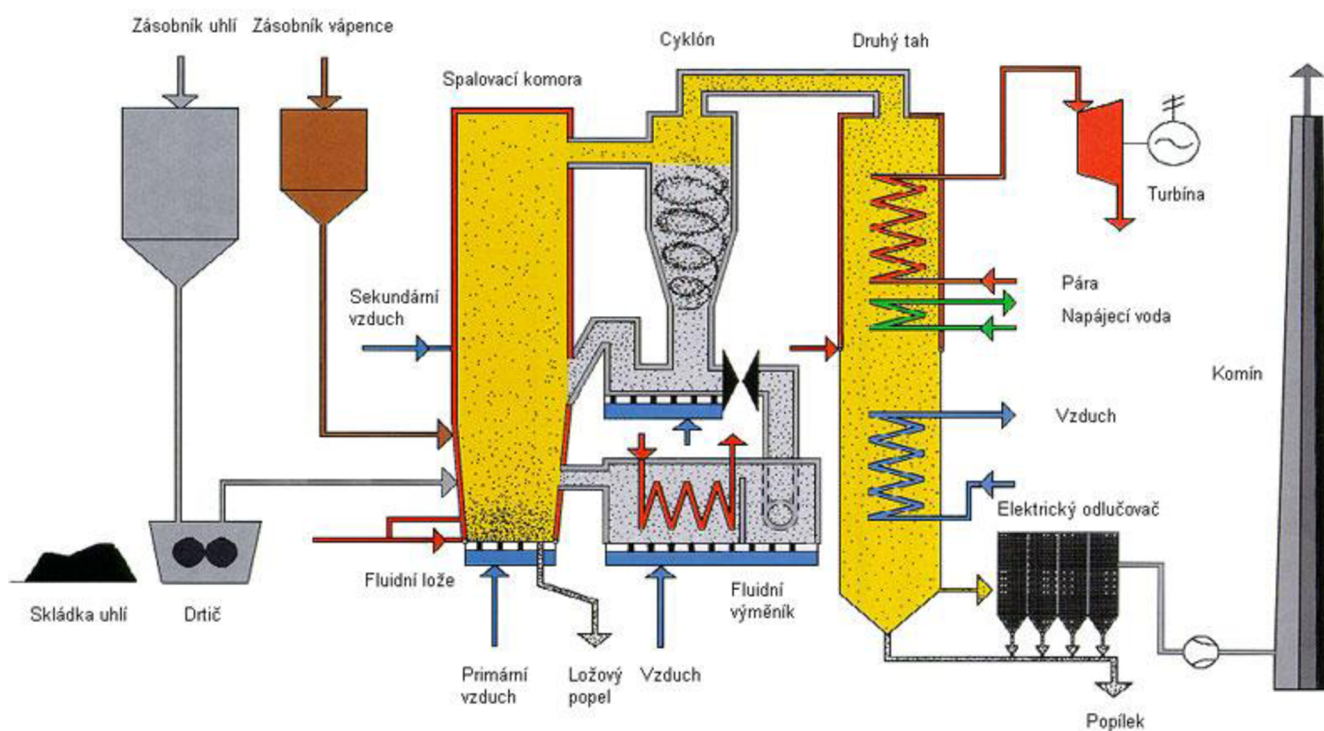 Zásobník uhlí
Zásobník vápence
Cyklón
Druhý tah
Spalovací komora
Turbína
Sekundární
vzduch
Pára
Napájecí voda
Komín
Vzduch
Elektrický odlučovač
Fluidní lože
Fluidní
výměník
Skládka uhlí
Drtič
Primární
vzduch
Ložový
popel
Vzduch
Popílek